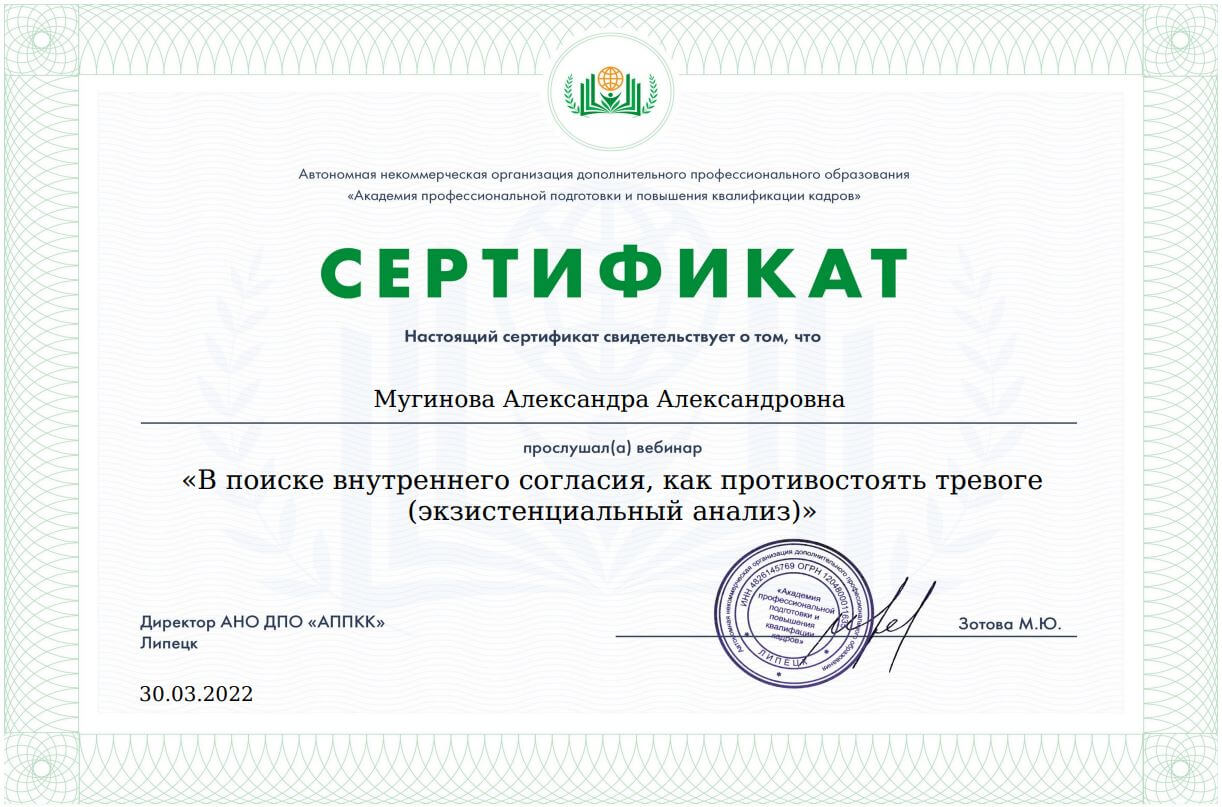 Автономная некоммерческая организация дополнительного профессионального образования
«Академия профессиональной подготовки и повышения квалификации кадров»
СЕРТИФИКАТ
Настоящий сертификат свидетельствует о том, что
Мугинова Александра Александровна
прослушал(а) вебинар
«В поиске внутреннего согласия, как противостоять тревоге
(экзистенциальный анализ)»
Директор АНО ДПО «АППКК»
Липецк
Автономная некоммерческая организация дополнительного профессионального образования
ИНН 4826145769 ОГРН
«Академия
профессиональной
подготовки и
повышения
квалификации
кадров»
ЛИПЕЦК
Зотова М.Ю.
30.03.2022